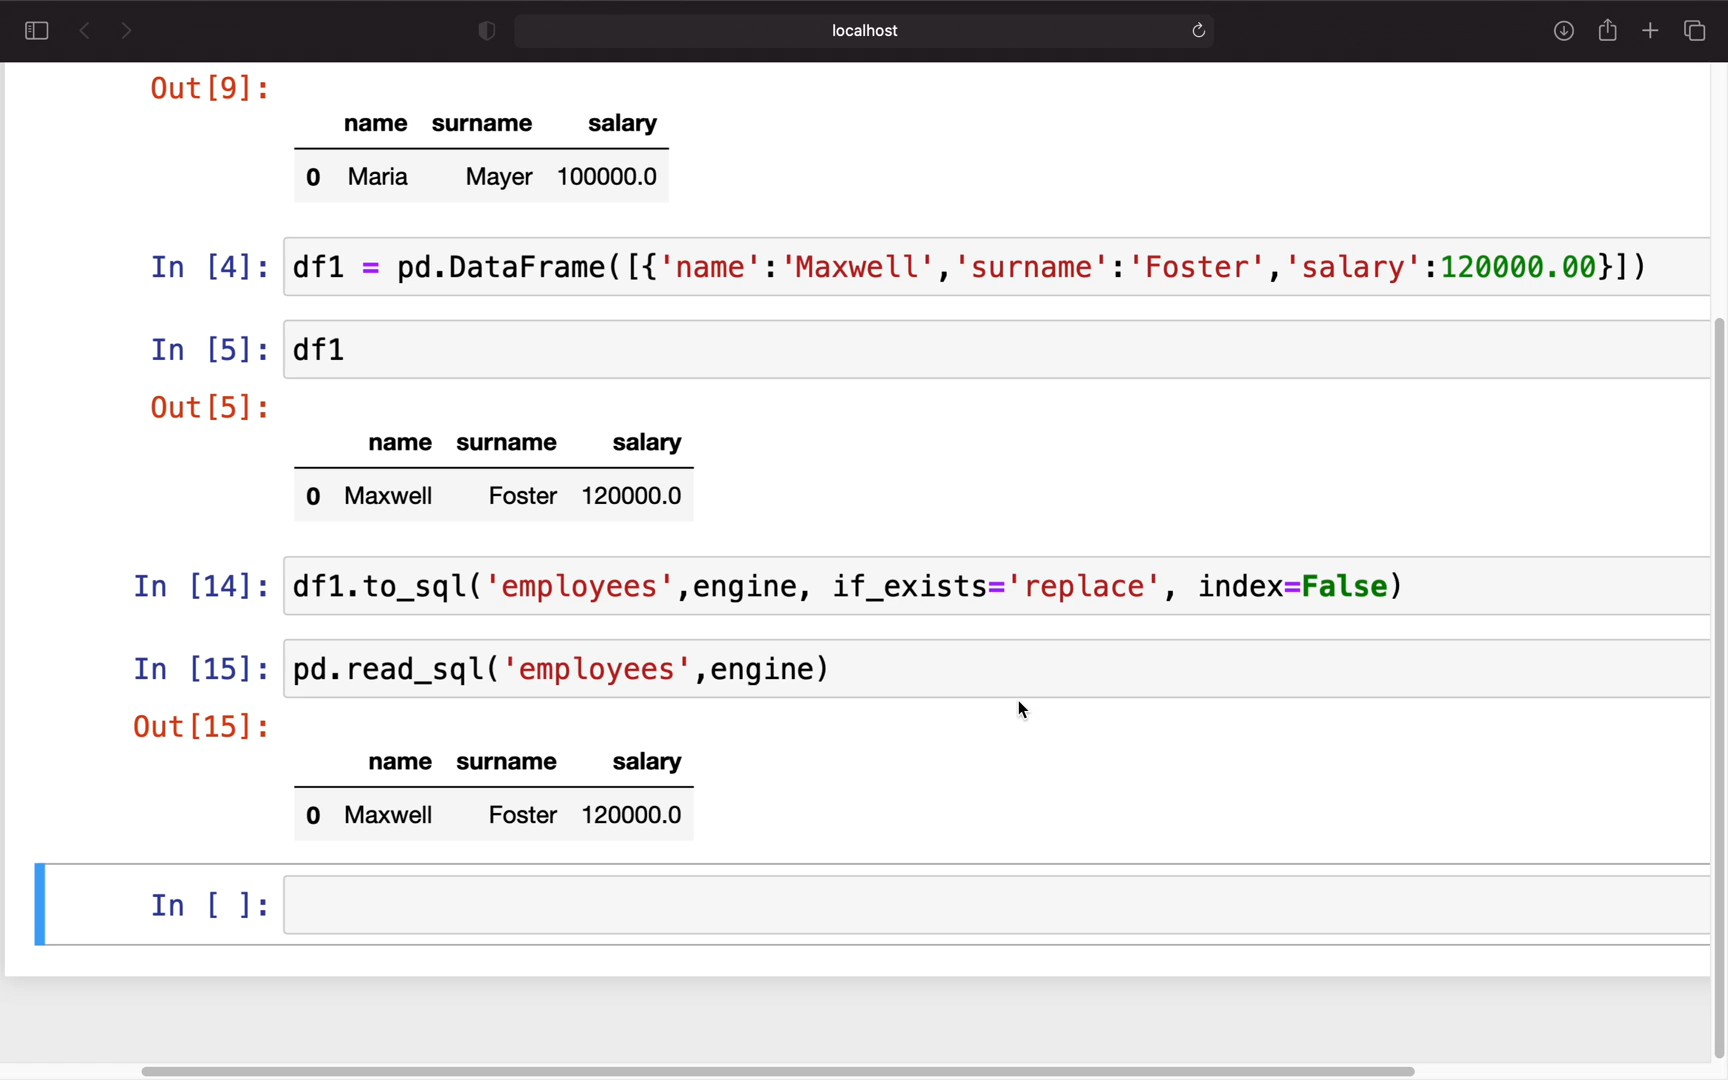 localhost
Out[9]:
name surname salary
0 Maria Mayer 100000.0
In [4]: df1 = pd.DataFrame([{'name':'Maxwell','surname':'Foster','salary':120000.00}])
In [5]: df1
Out[5]:
name surname salary
0 Maxwell Foster 120000.0
In [14]: df1.to_sql('employees',engine, if_exists='replace', index=False)
In [15]: pd.read_sql('employees',engine)
Out[15]:
name surname salary
0 Maxwell Foster 120000.0
In [ ]: